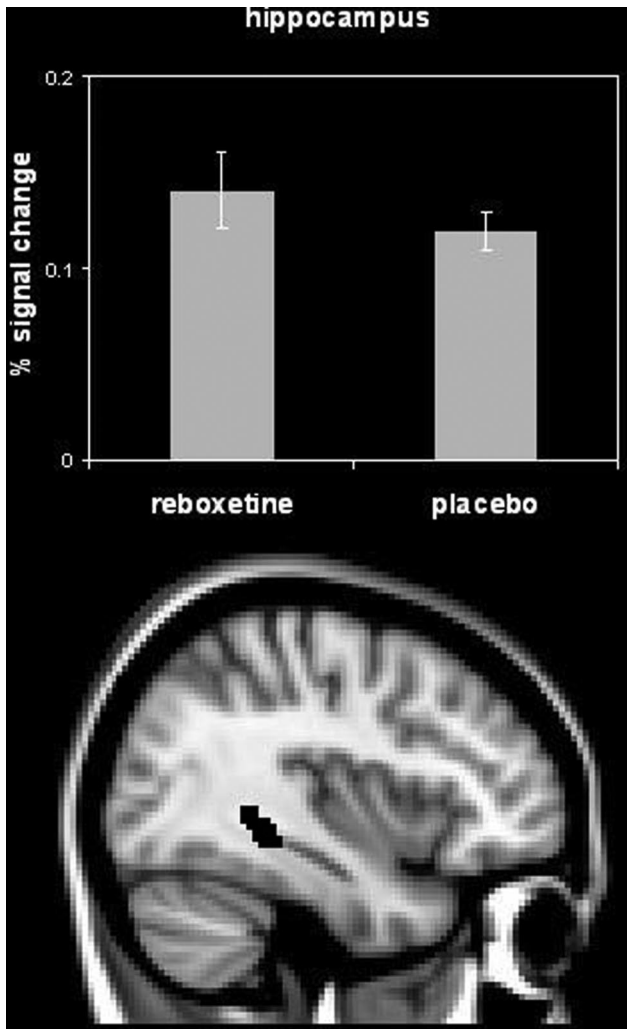 hippocampus
0.2
% signal change
0.1
0
reboxetine placebo